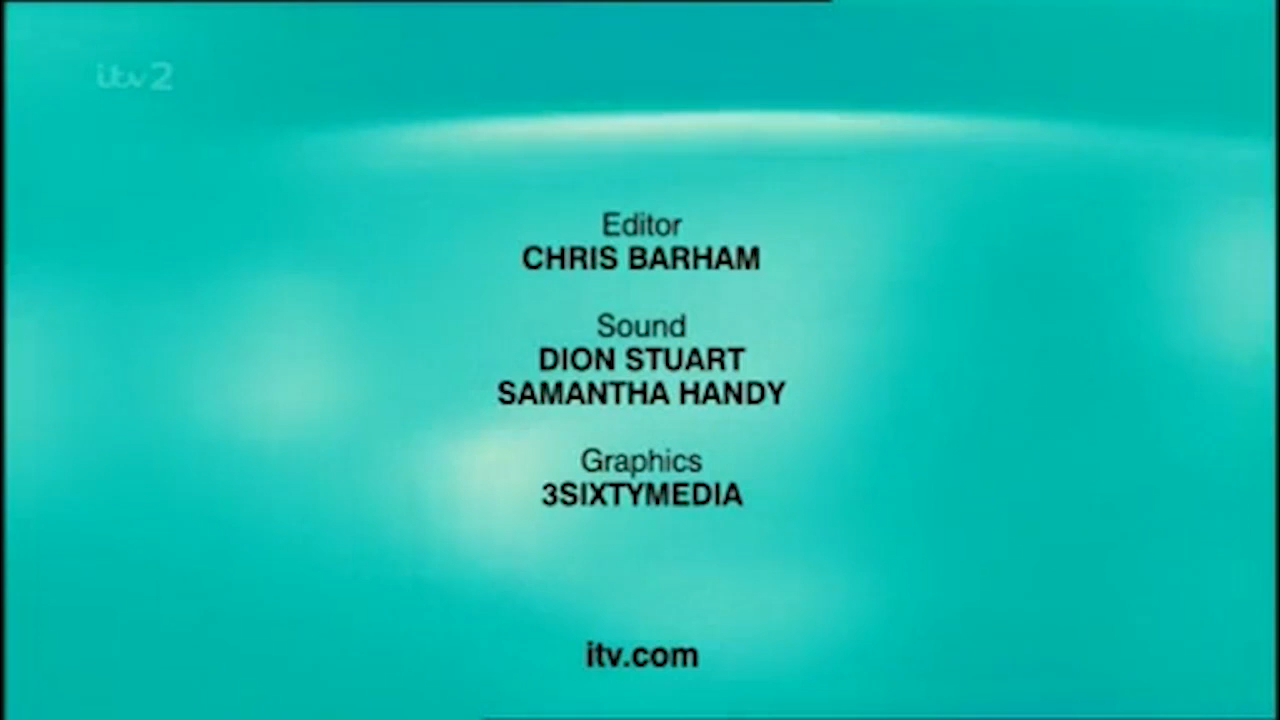 itv2
Editor
CHRIS BARHAM
Sound
DION STUART
SAMANTHA HANDY
Graphics
3SIXTYMEDIA
itv.com